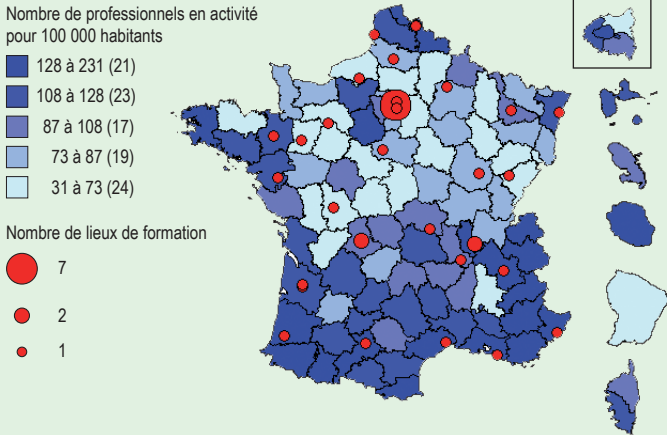 Nombre de professionnels en activité
pour 100 000 habitants
128 à 231 (21)
108 à 128 (23)
87 à 108 (17)
73 à 87 (19)
31 à 73 (24)
Nombre de lieux de formation
7
2
1